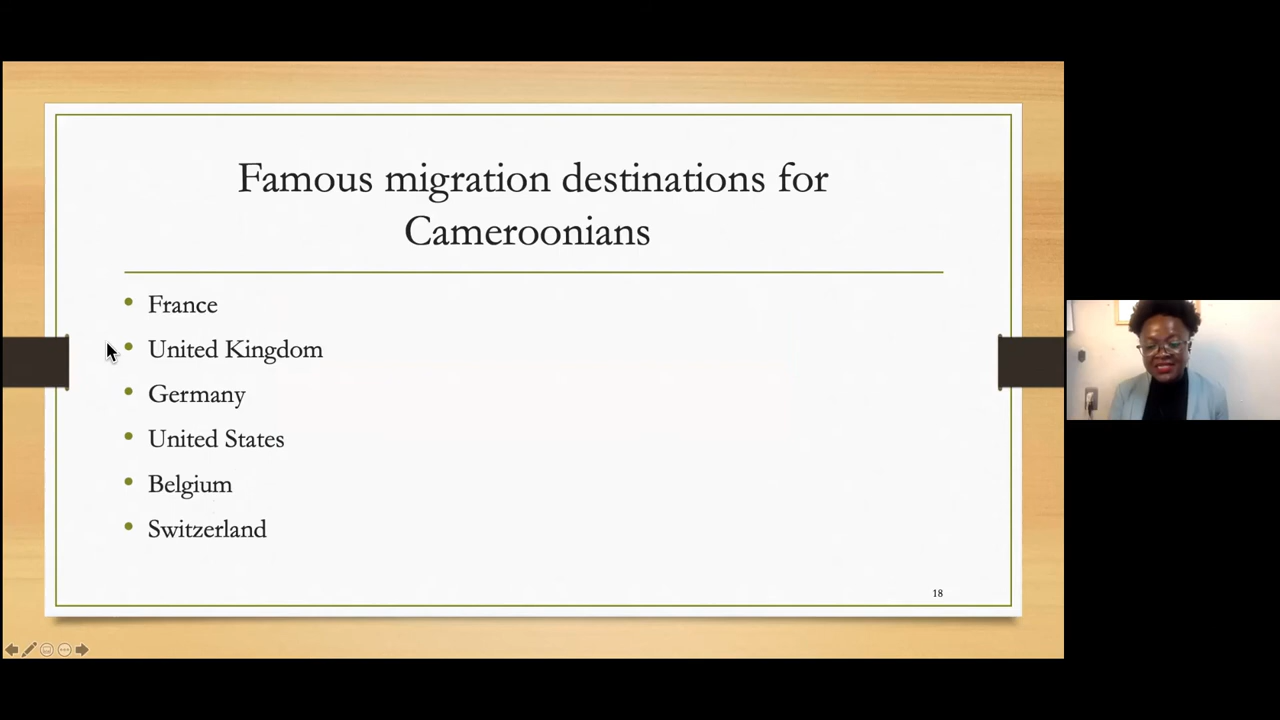 Famous migration destinations for
Cameroonians
• France
• United Kingdom
• Germany
• United States
• Belgium
• Switzerland
18